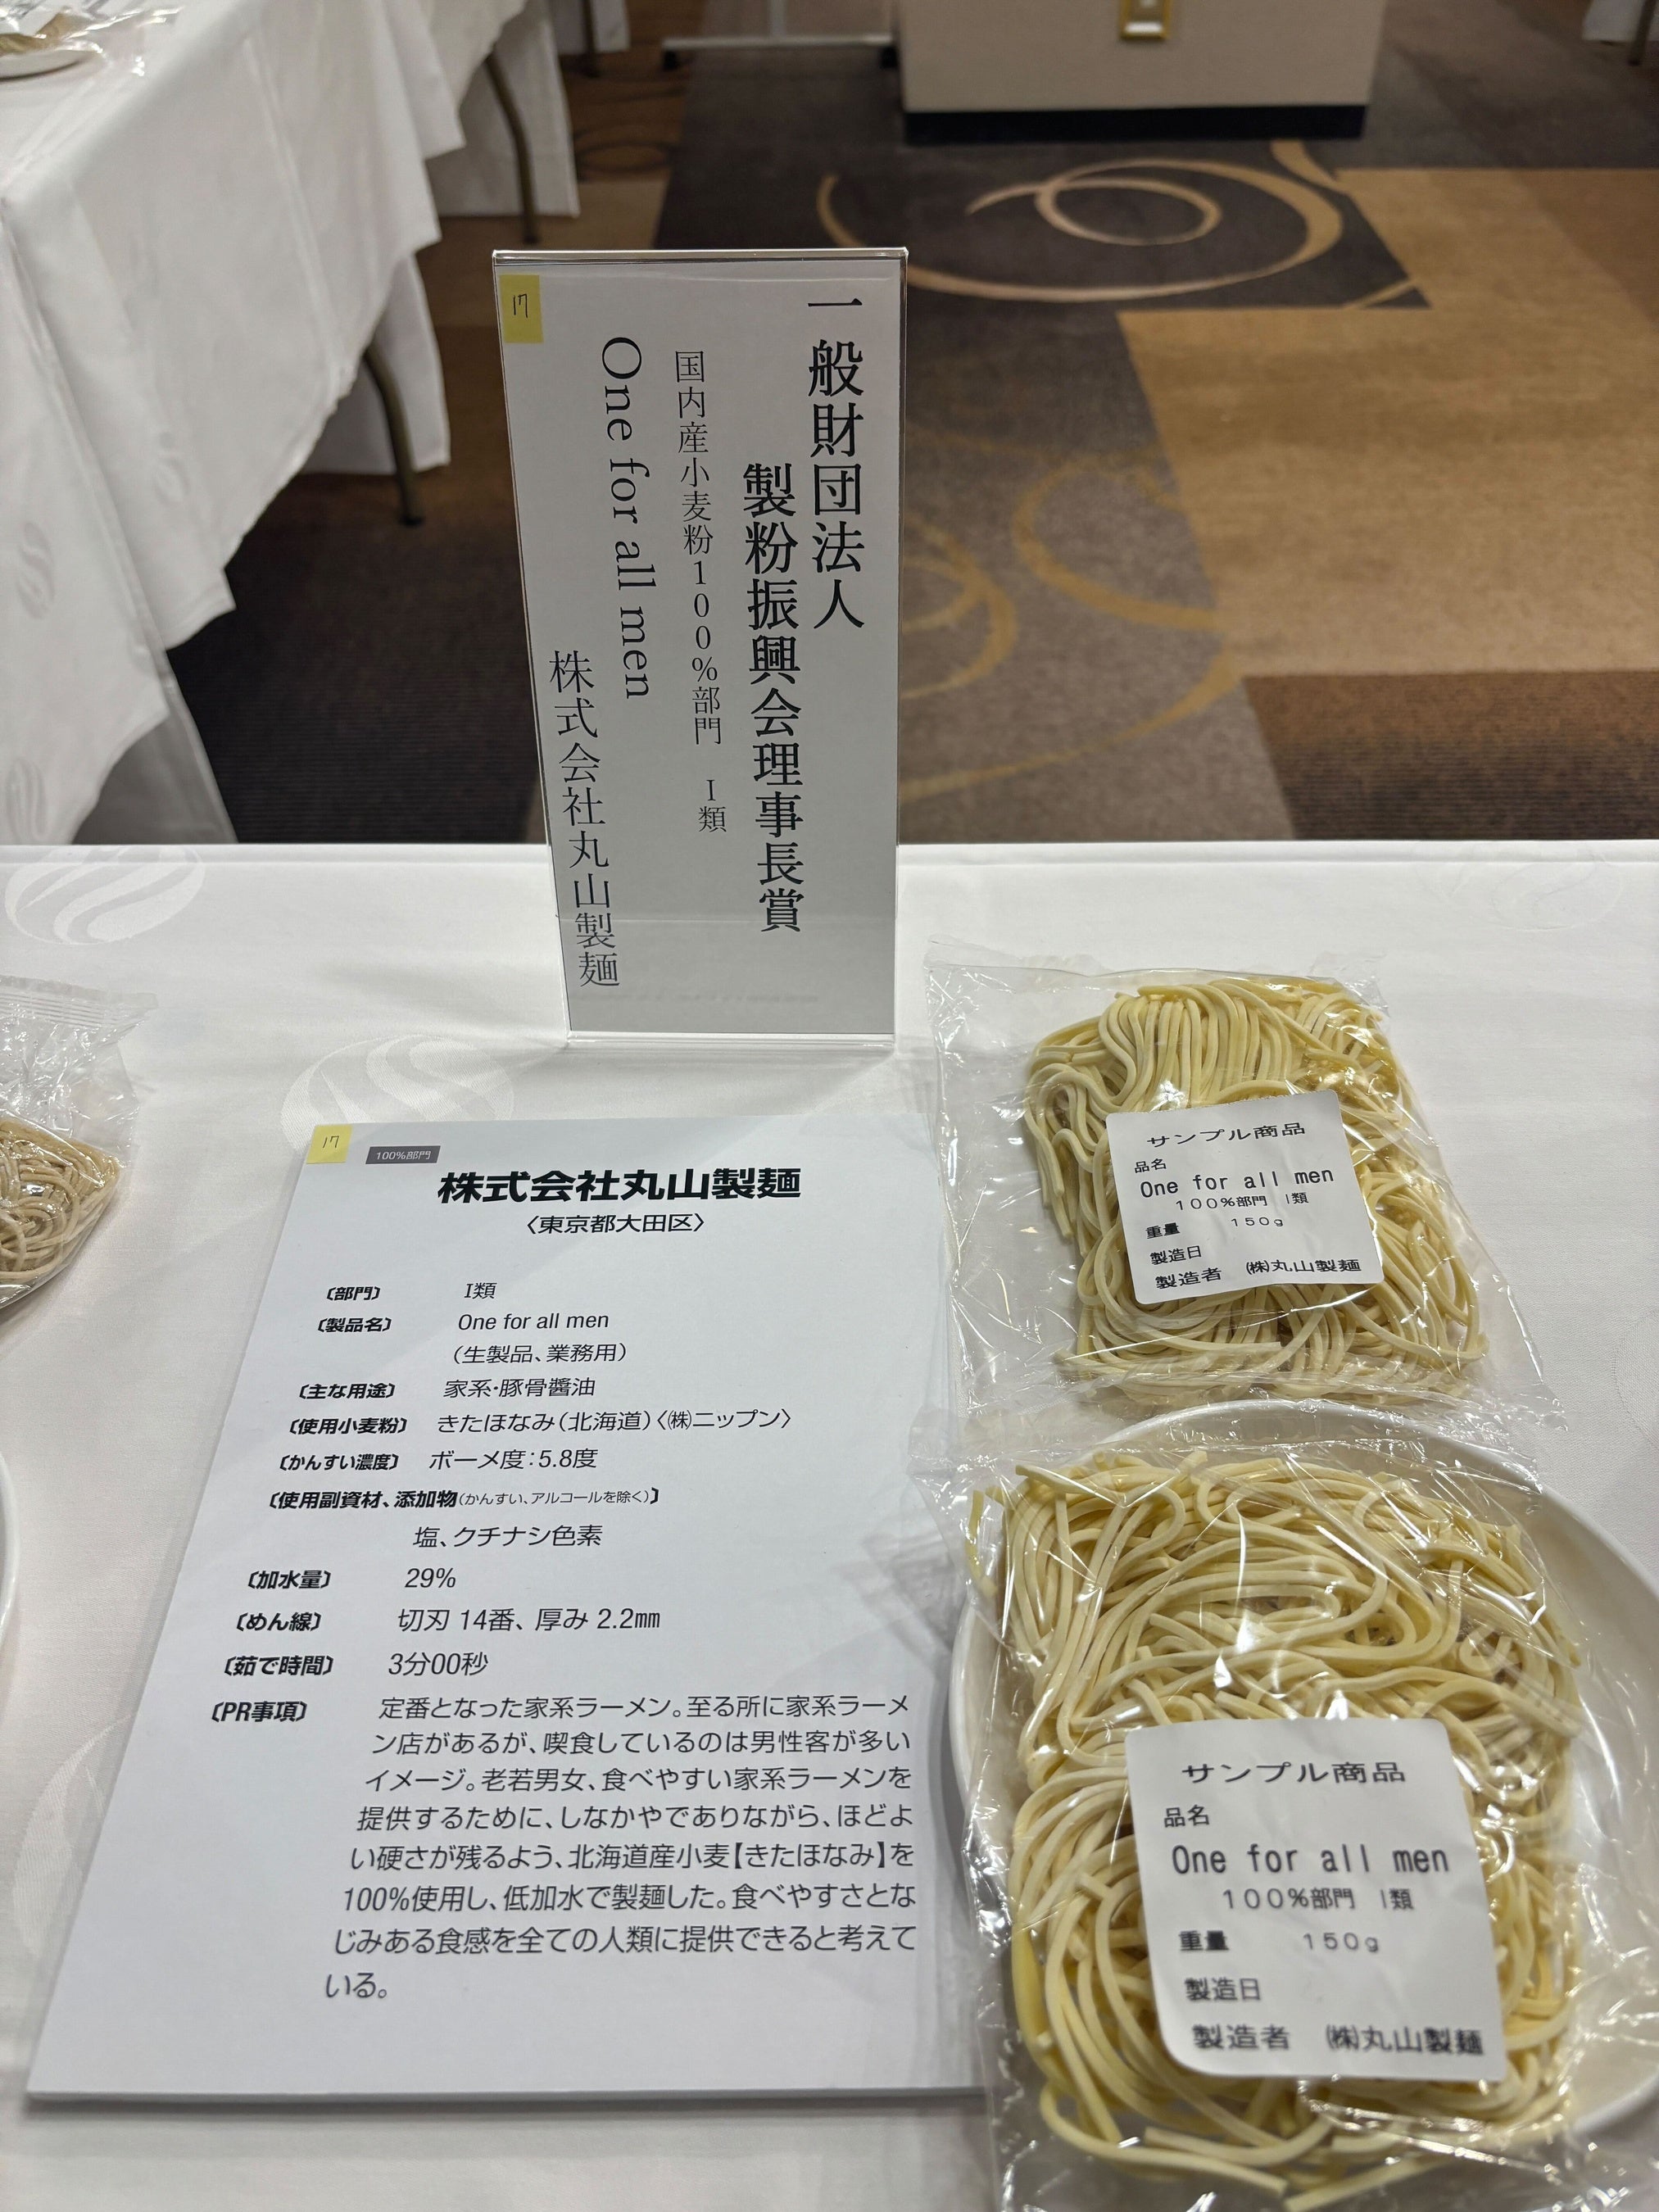 17
一般財団法人
製粉振興会理事長賞
国内産小麦粉100%部門 I類
One for all men
株式会社丸山製麺
17
100%部門
株式会社丸山製麺
〈東京都大田区〉
〔部門〕 I類
〔製品名〕 One for all men
(生製品、業務用)
〔主な用途〕 家系・豚骨醬油
〔使用小麦粉〕 きたほなみ(北海道)〈㈱ニップン〉
〔かんすい濃度〕 ボーメ度:5.8度
〔使用副資材、添加物(かんすい、アルコールを除く)〕
塩、クチナシ色素
〔加水量〕 29%
〔めん線〕 切刃 14番、厚み 2.2㎜
〔茹で時間〕 3分00秒
〔PR事項〕 定番となった家系ラーメン。至る所に家系ラーメ
ン店があるが、喫食しているのは男性客が多い
イメージ。老若男女、食べやすい家系ラーメンを
提供するために、しなかやでありながら、ほどよ
い硬さが残るよう、北海道産小麦【きたほなみ】を
100%使用し、低加水で製麺した。食べやすさとな
じみある食感を全ての人類に提供できると考えて
いる。
サンプル商品
品名
One for all men
100%部門 I類
重量 150g
製造日
製造者 ㈱丸山製麺
サンプル商品
品名
One for all men
100%部門 I類
重量 150g
製造日
製造者 ㈱丸山製麺